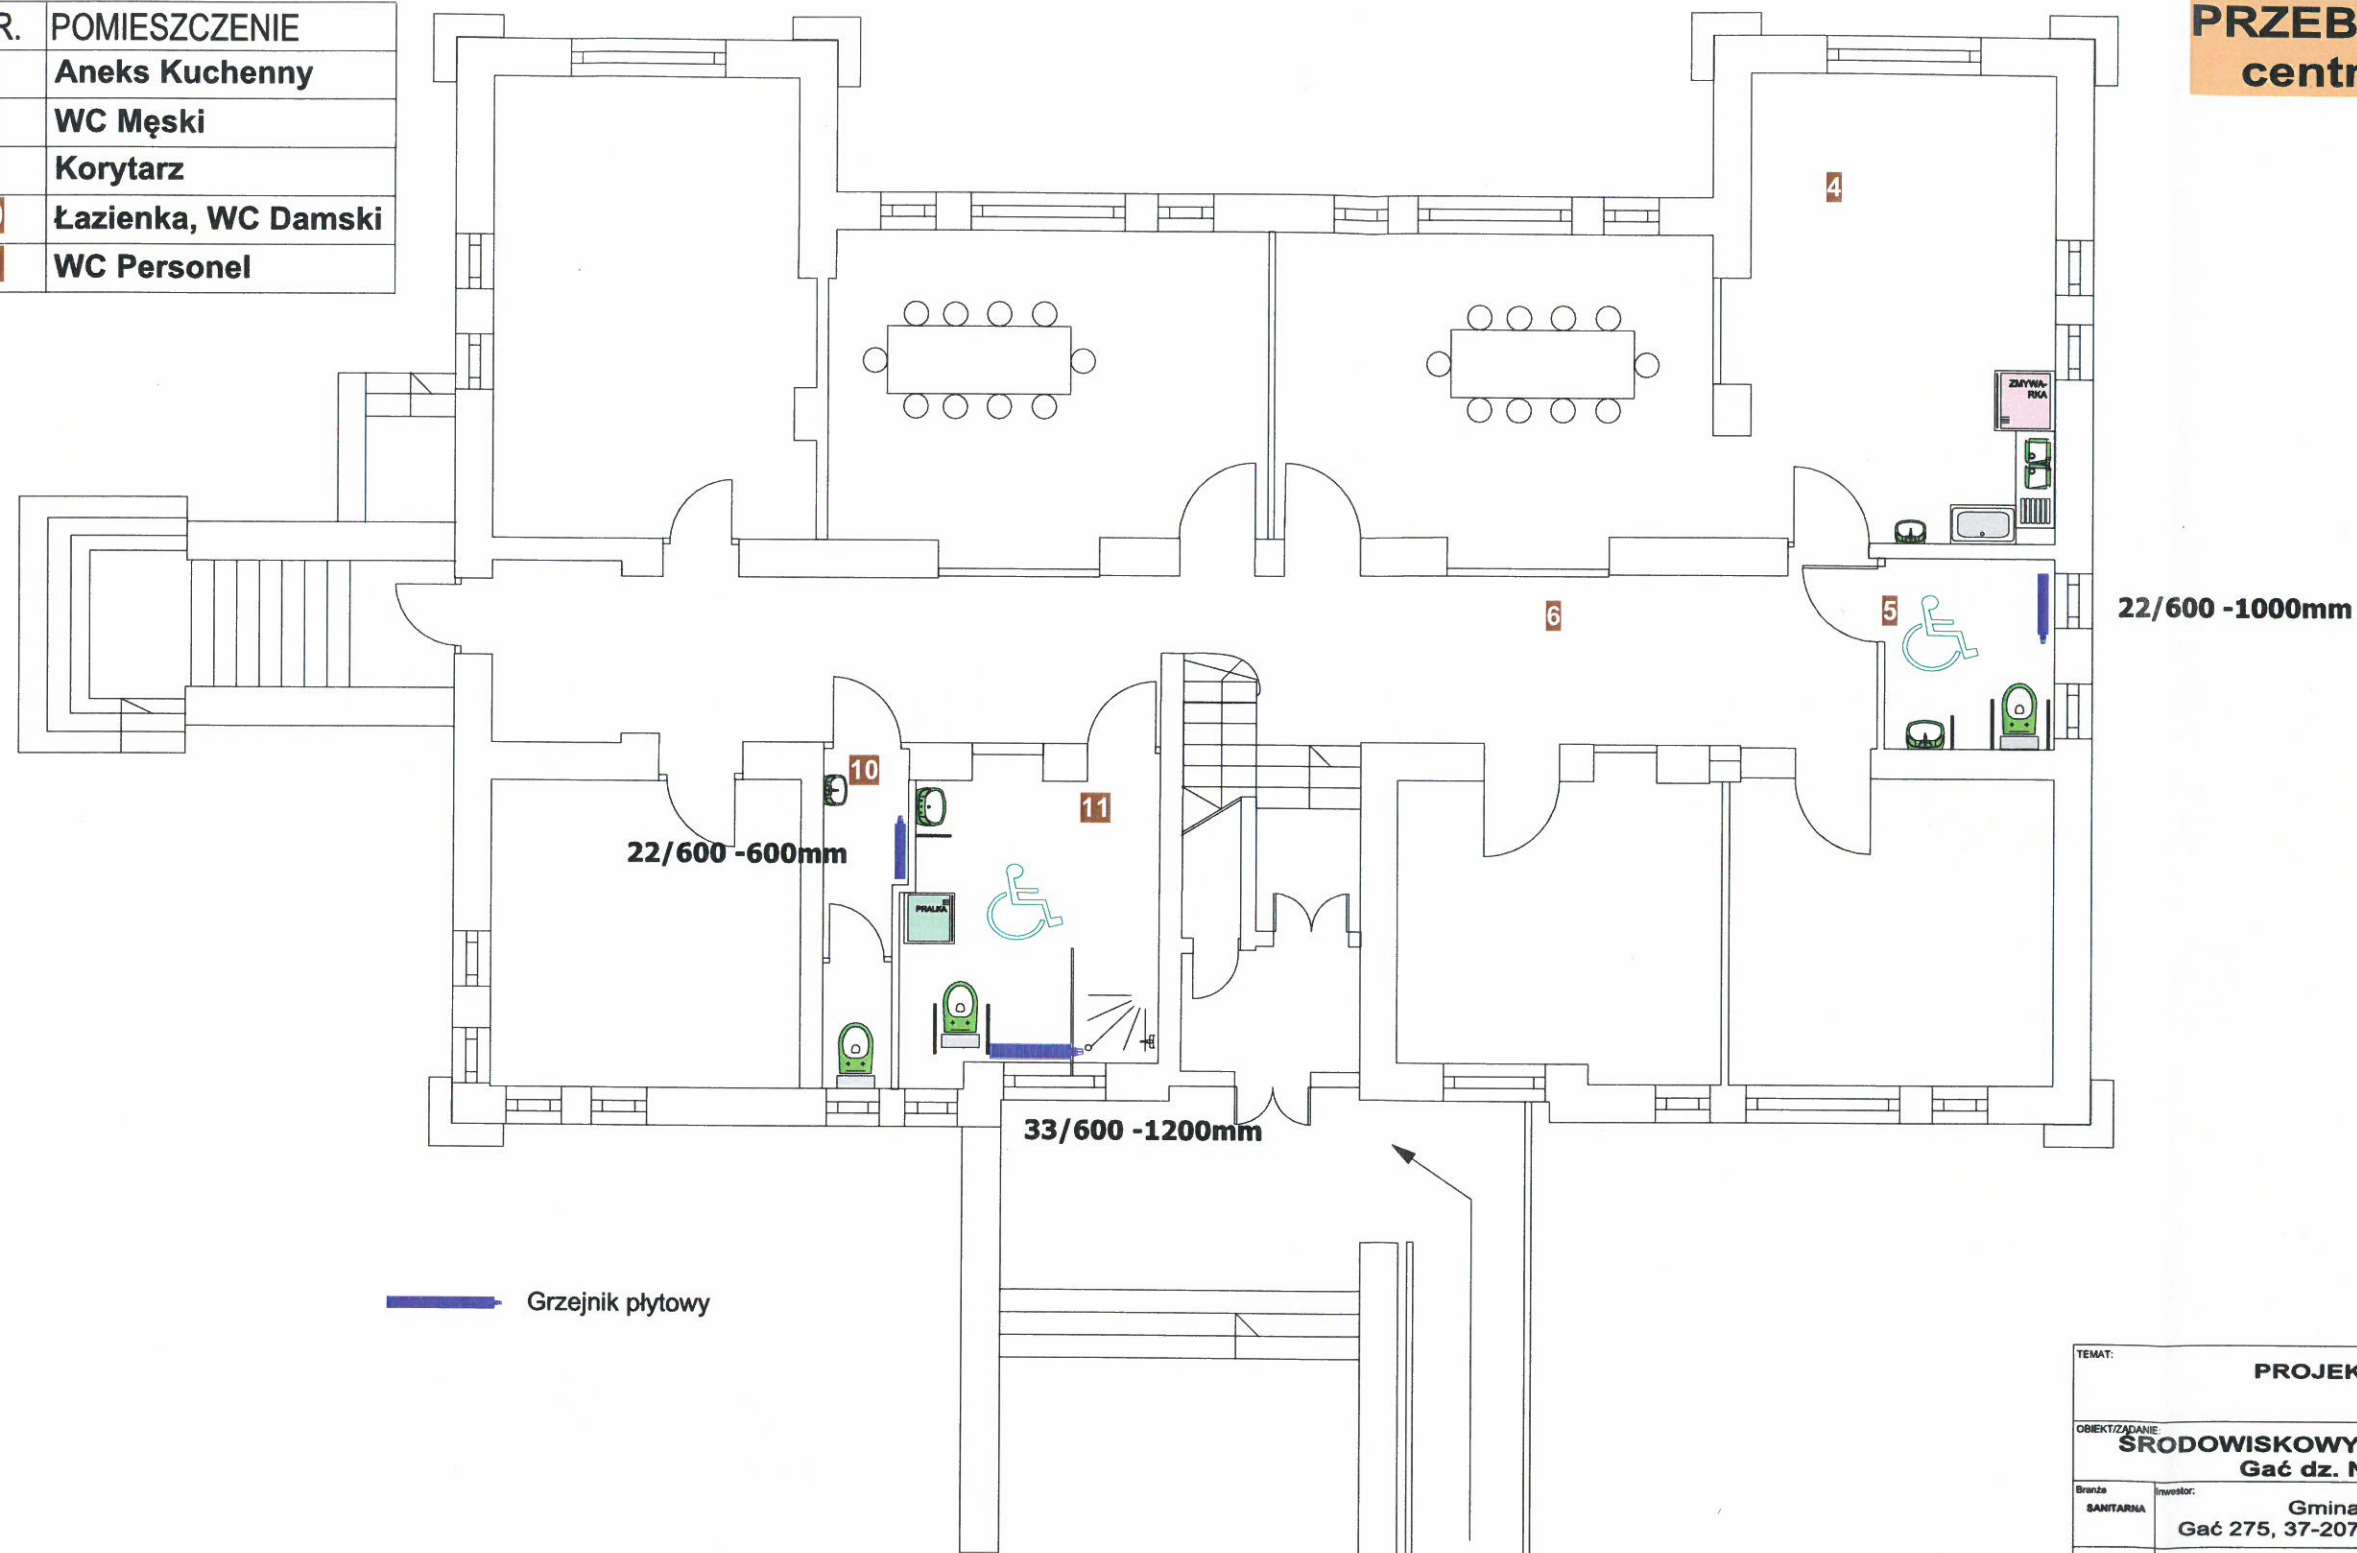 R. POMIESZCZENIE
Aneks Kuchenny
WC Męski
Korytarz
Łazienka, WC Damski
WC Personel
PRZEB
centr
4
ZMYWA-
RKA
5
6
22/600 -1000mm
10
11
22/600 -600mm
PRALKA
33/600 -1200mm
Grzejnik płytowy
TEMAT:
PROJEK
OBIEKT/ZADANIE:
ŚRODOWISKOWY
Gać dz. N
Branża
Inwestor:
SANITARNA
Gmina
Gać 275, 37-207